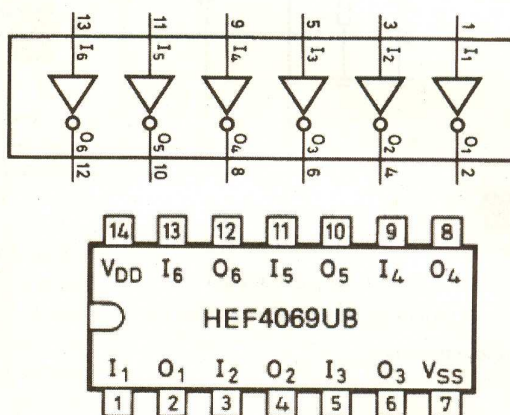 13 11 9 5 3 1
I6 I5 I4 I3 I2 I1
O6 O5 O4 O3 O2 O1
12 10 8 6 4 2
14 13 12 11 10 9 8
VDD I6 O6 I5 O5 I4 O4
HEF4069UB
I1 O1 I2 O2 I3 O3 VSS
1 2 3 4 5 6 7